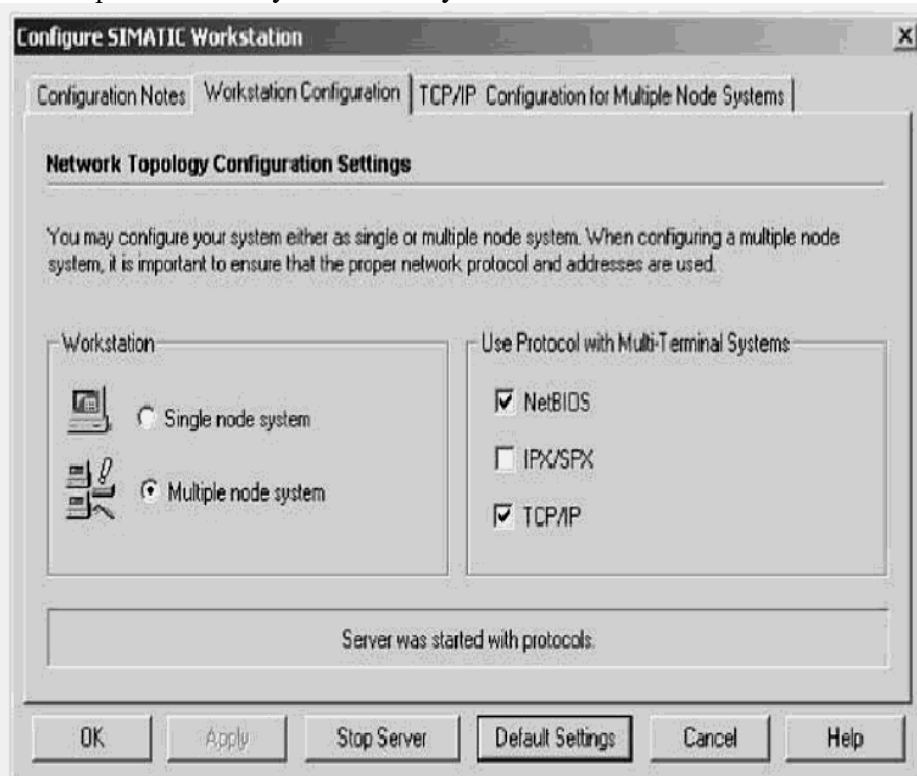 Configure SIMATIC Workstation
Configuration Notes
Workstation Configuration
TCP/IP Configuration for Multiple Node Systems
Network Topology Configuration Settings
You may configure your system either as single or multiple node system. When configuring a multiple node
system, it is important to ensure that the proper network protocol and addresses are used.
Workstation
Single node system
Multiple node system
Use Protocol with Multi-Terminal Systems
NetBIOS
IPX/SPX
TCP/IP
Server was started with protocols.
OK
Apply
Stop Server
Default Settings
Cancel
Help